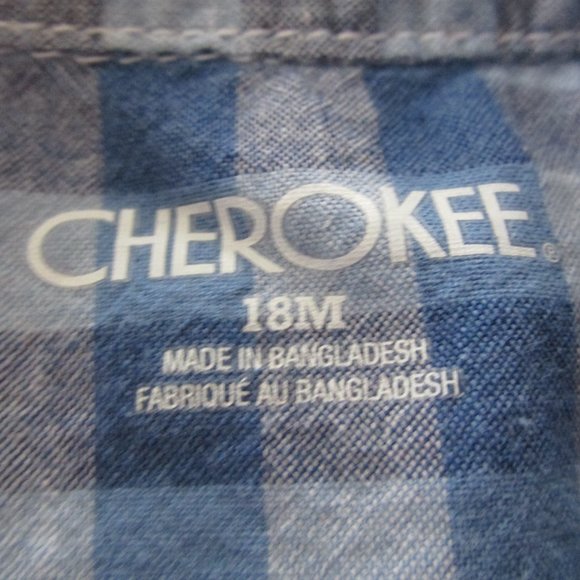 CHEROKEE®
18M
MADE IN BANGLADESH
FABRIQUÉ AU BANGLADESH